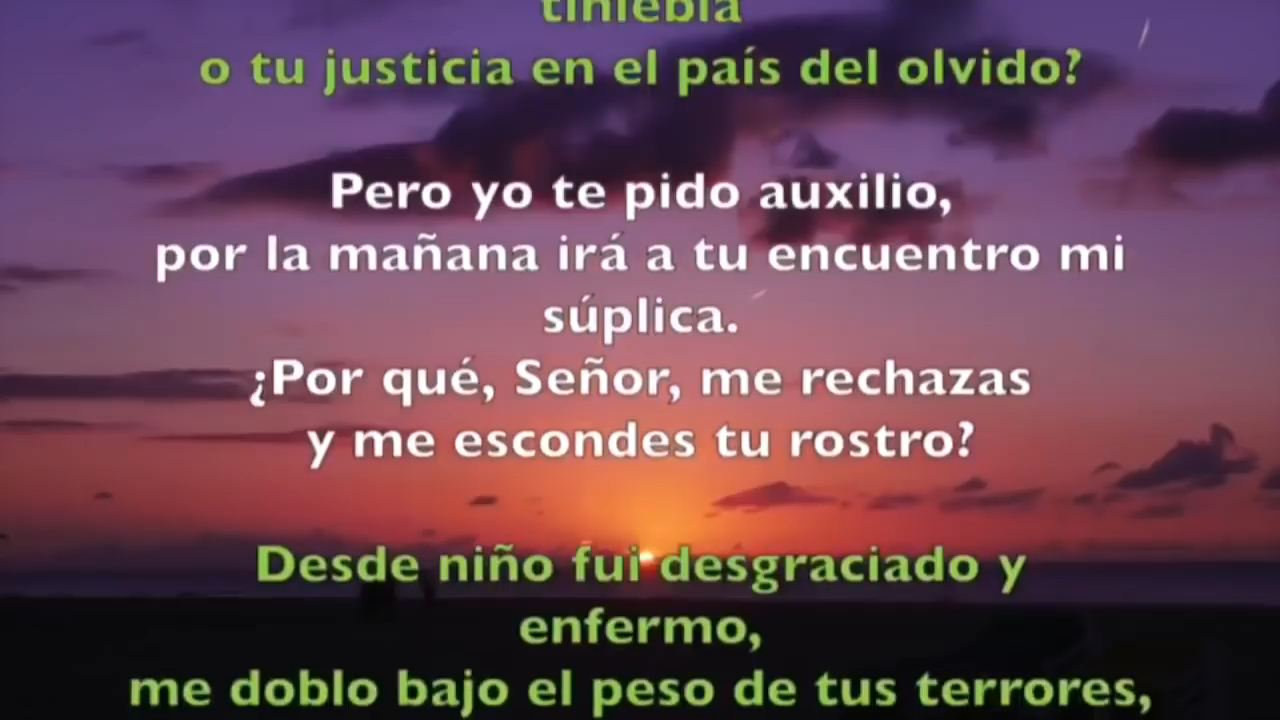 tiniebla
o tu justicia en el país del olvido?
Pero yo te pido auxilio,
por la mañana irá a tu encuentro mi
súplica.
¿Por qué, Señor, me rechazas
y me escondes tu rostro?
Desde niño fui desgraciado y
enfermo,
me doblo bajo el peso de tus terrores,